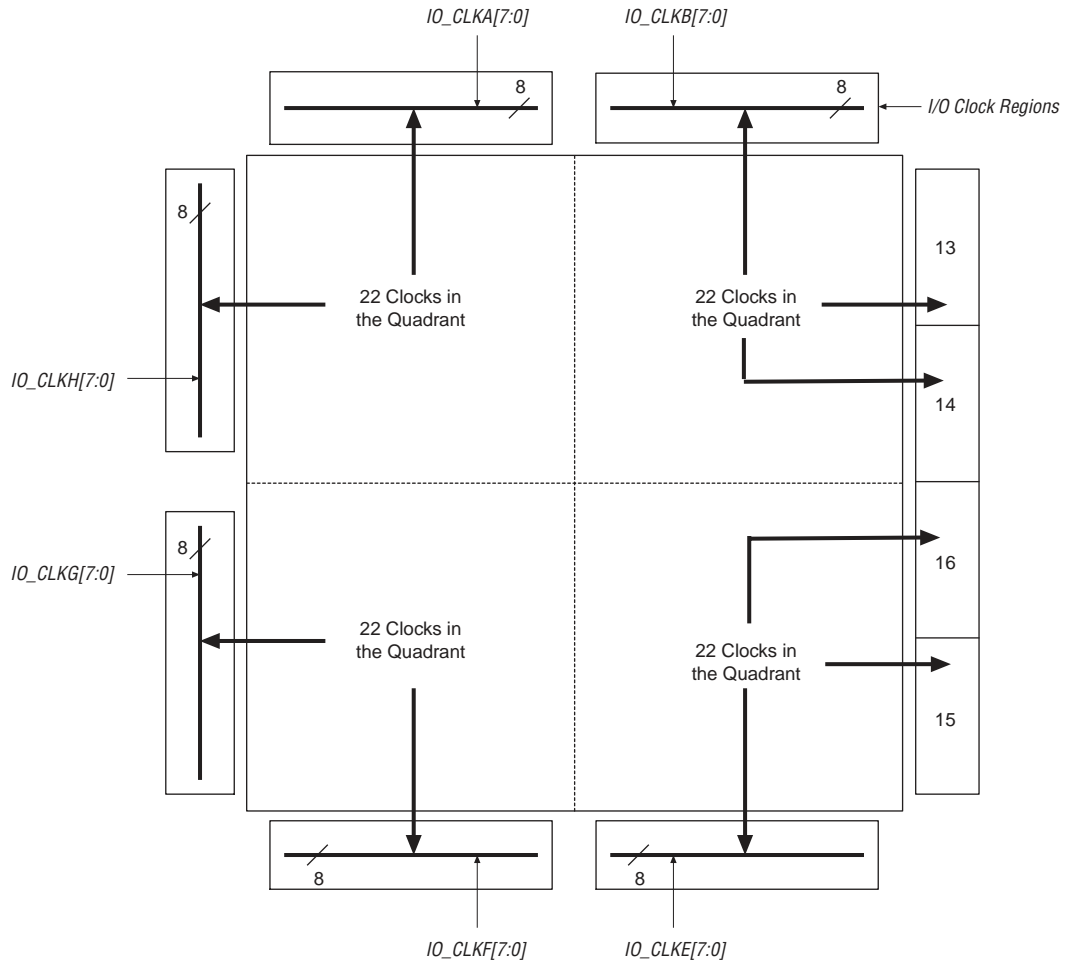 IO_CLKA[7:0]
IO_CLKB[7:0]
8
8
I/O Clock Regions
8
13
22 Clocks in
the Quadrant
22 Clocks in
the Quadrant
IO_CLKH[7:0]
14
8
16
IO_CLKG[7:0]
22 Clocks in
the Quadrant
22 Clocks in
the Quadrant
15
8
8
IO_CLKF[7:0]
IO_CLKE[7:0]